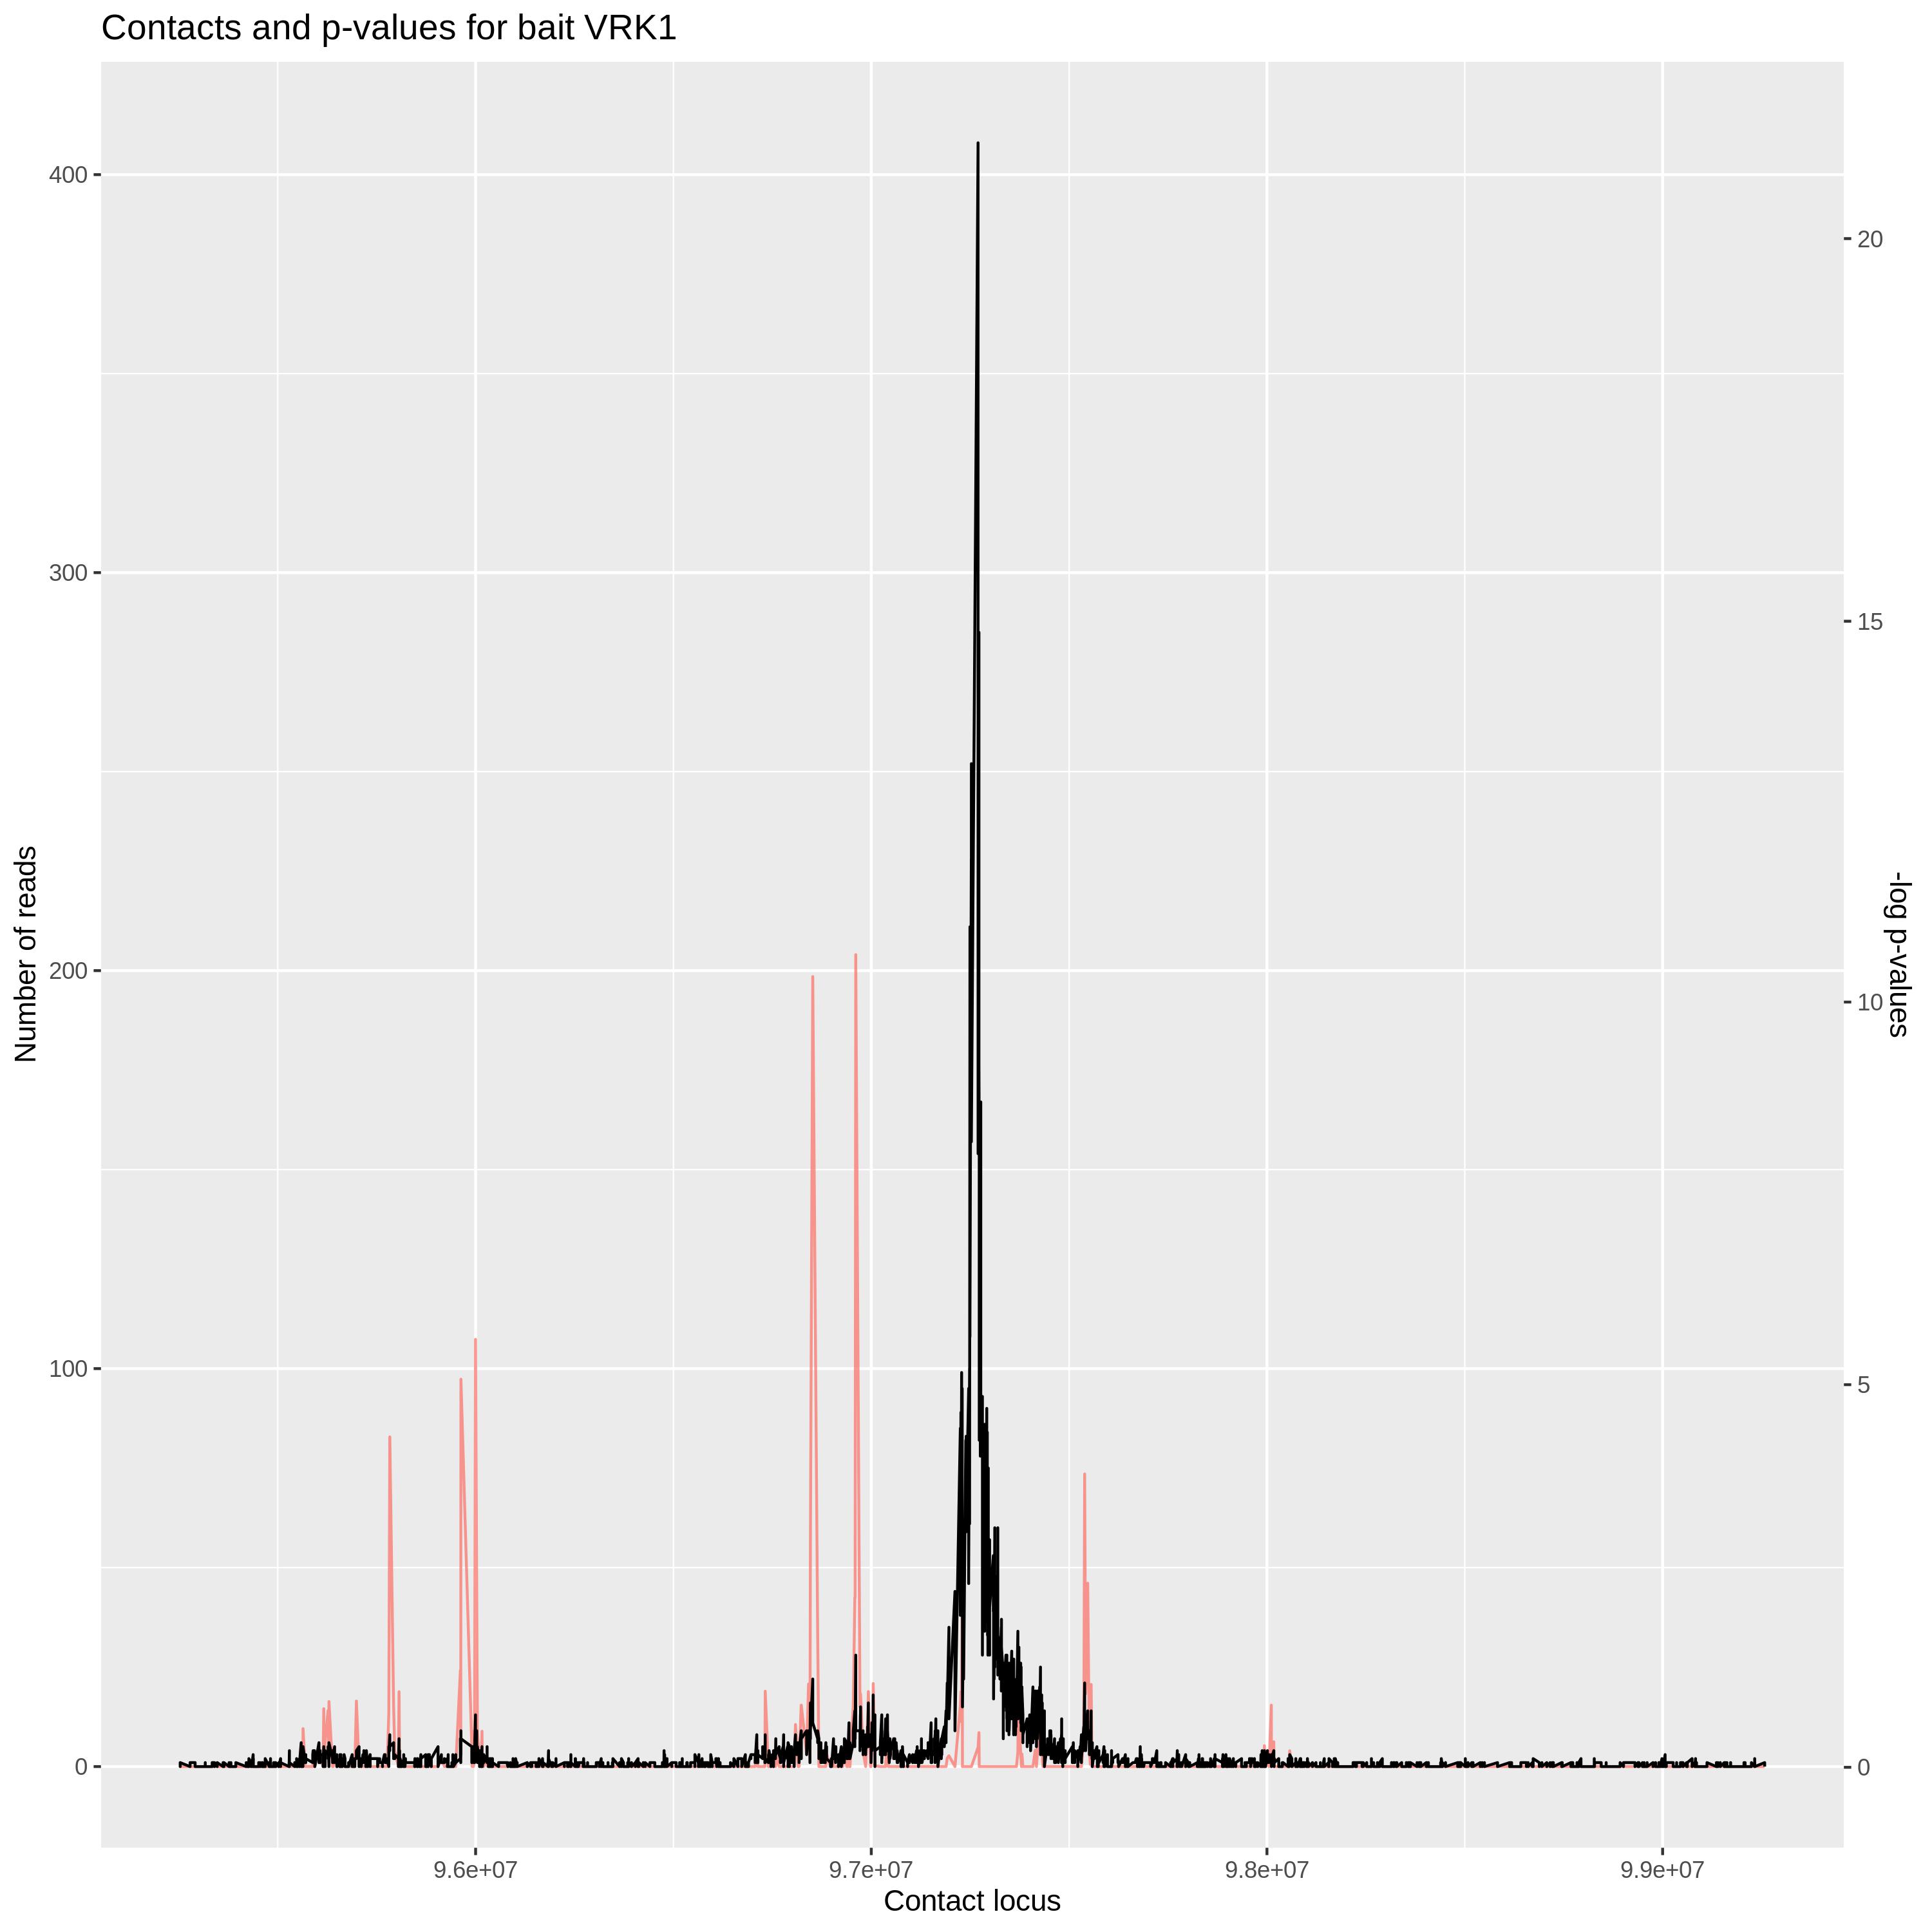 Contacts and p-values for bait VRK1
400
300
200
100
0
Number of reads
20
15
10
5
0
-log p-values
9.6e+07
9.7e+07
9.8e+07
9.9e+07
Contact locus